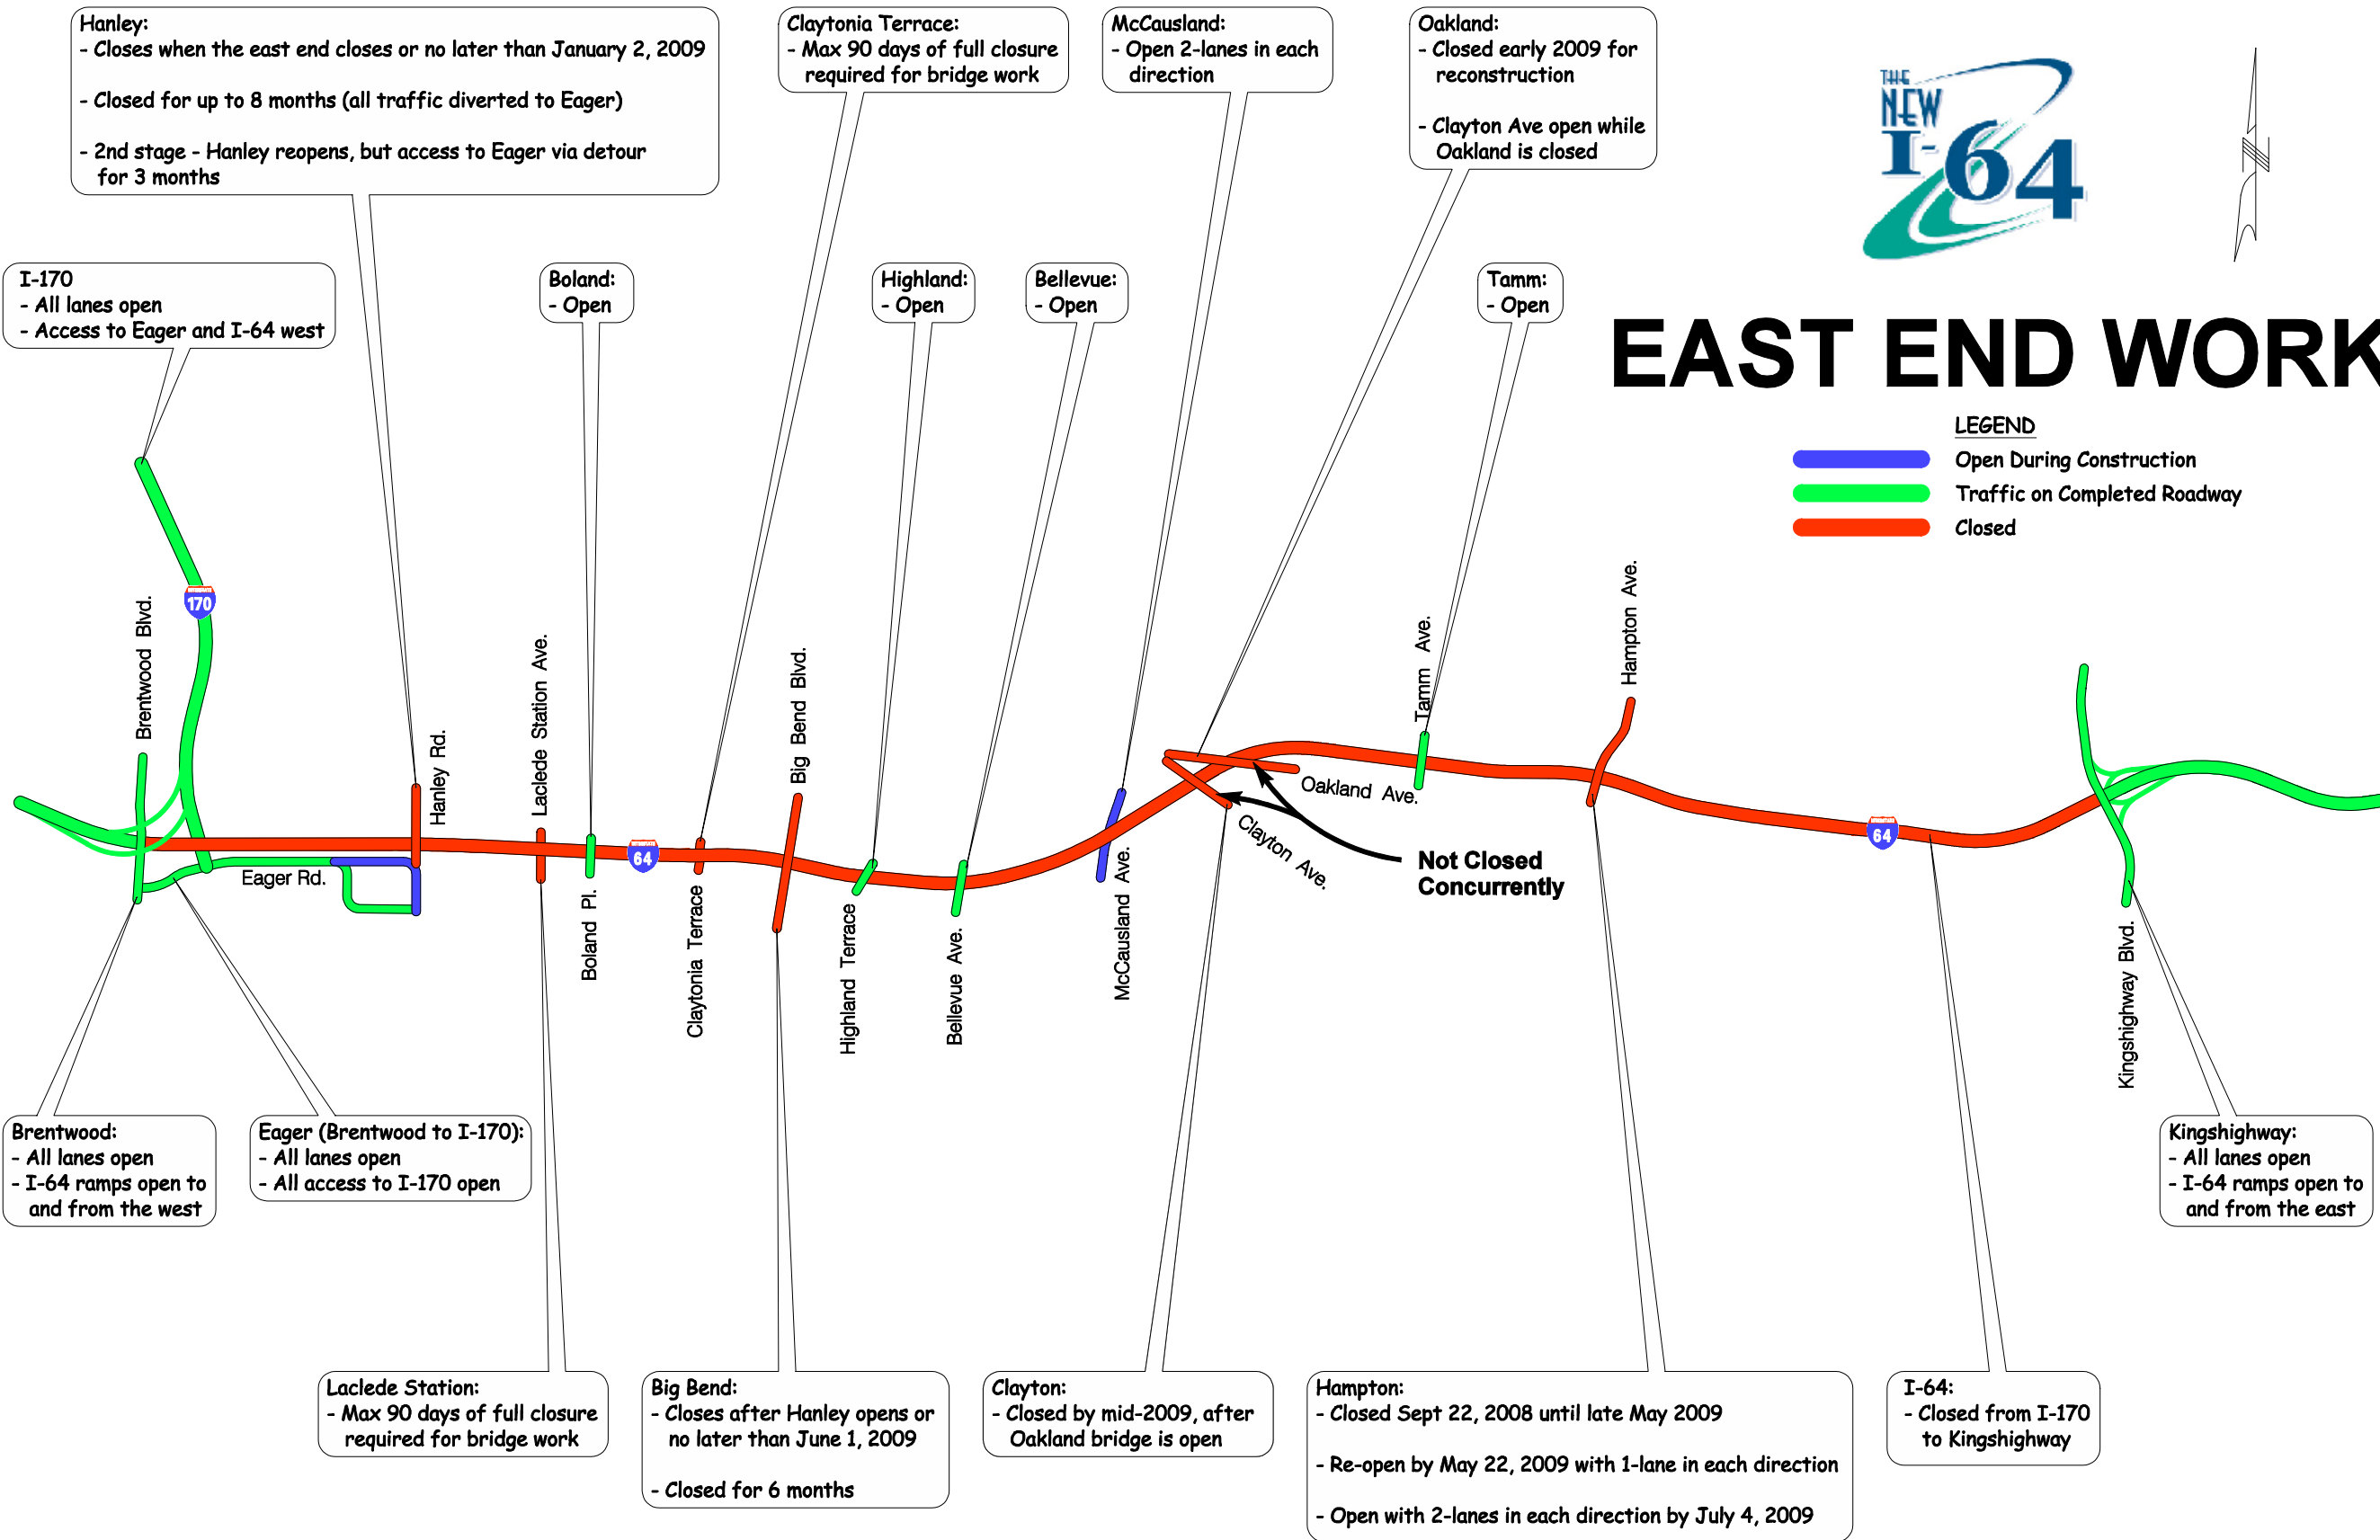 Hanley:
- Closes when the east end closes or no later than January 2, 2009
- Closed for up to 8 months (all traffic diverted to Eager)
- 2nd stage - Hanley reopens, but access to Eager via detour
for 3 months
Claytonia Terrace:
- Max 90 days of full closure
required for bridge work
McCausland:
- Open 2-lanes in each
direction
Oakland:
- Closed early 2009 for
reconstruction
- Clayton Ave open while
Oakland is closed
THE
NEW
I-64
N
I-170
- All lanes open
- Access to Eager and I-64 west
Boland:
- Open
Highland:
- Open
Bellevue:
- Open
Tamm:
- Open
EAST END WORK
LEGEND
Open During Construction
Traffic on Completed Roadway
Closed
170
Brentwood Blvd.
Hanley Rd.
Laclede Station Ave.
Big Bend Blvd.
Tamm Ave.
Hampton Ave.
Oakland Ave.
Clayton Ave.
Not Closed
Concurrently
64
64
Eager Rd.
Boland Pl.
Claytonia Terrace
Highland Terrace
Bellevue Ave.
McCausland Ave.
Kingshighway Blvd.
Brentwood:
- All lanes open
- I-64 ramps open to
and from the west
Eager (Brentwood to I-170):
- All lanes open
- All access to I-170 open
Kingshighway:
- All lanes open
- I-64 ramps open to
and from the east
Laclede Station:
- Max 90 days of full closure
required for bridge work
Big Bend:
- Closes after Hanley opens or
no later than June 1, 2009
- Closed for 6 months
Clayton:
- Closed by mid-2009, after
Oakland bridge is open
Hampton:
- Closed Sept 22, 2008 until late May 2009
- Re-open by May 22, 2009 with 1-lane in each direction
- Open with 2-lanes in each direction by July 4, 2009
I-64:
- Closed from I-170
to Kingshighway